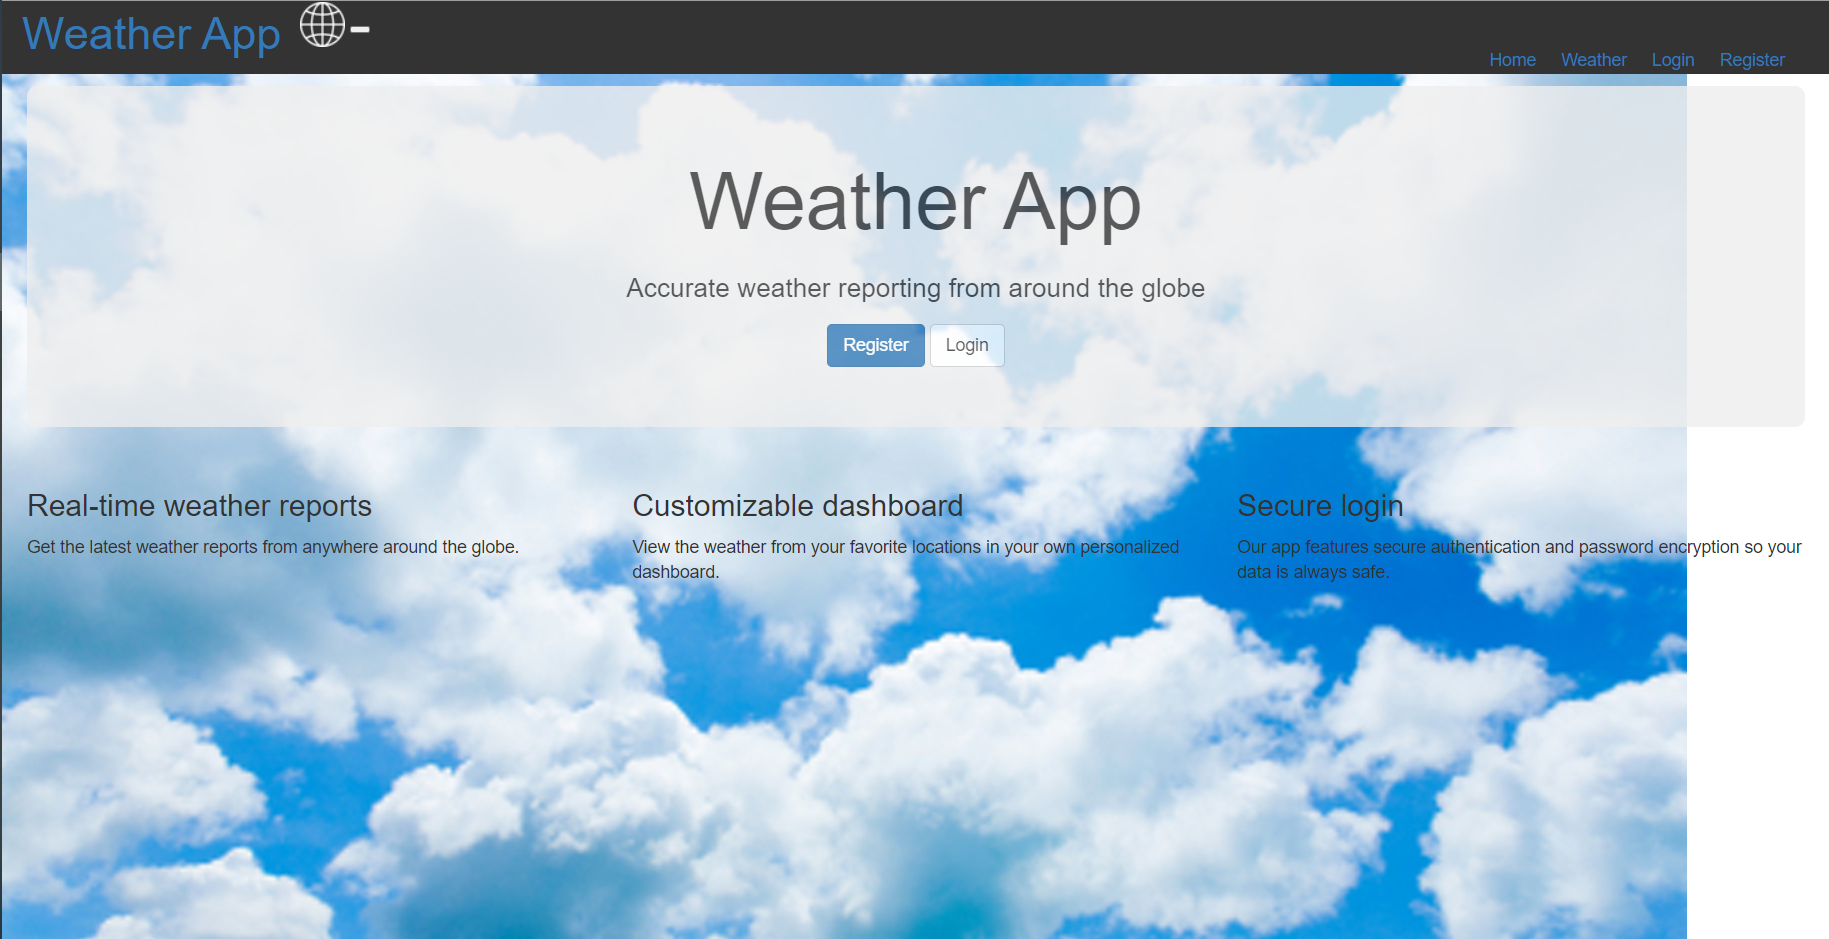 Weather App
Home Weather Login Register
Weather App
Accurate weather reporting from around the globe
Register Login
Real-time weather reports
Get the latest weather reports from anywhere around the globe.
Customizable dashboard
View the weather from your favorite locations in your own personalized
dashboard.
Secure login
Our app features secure authentication and password encryption so your
data is always safe.